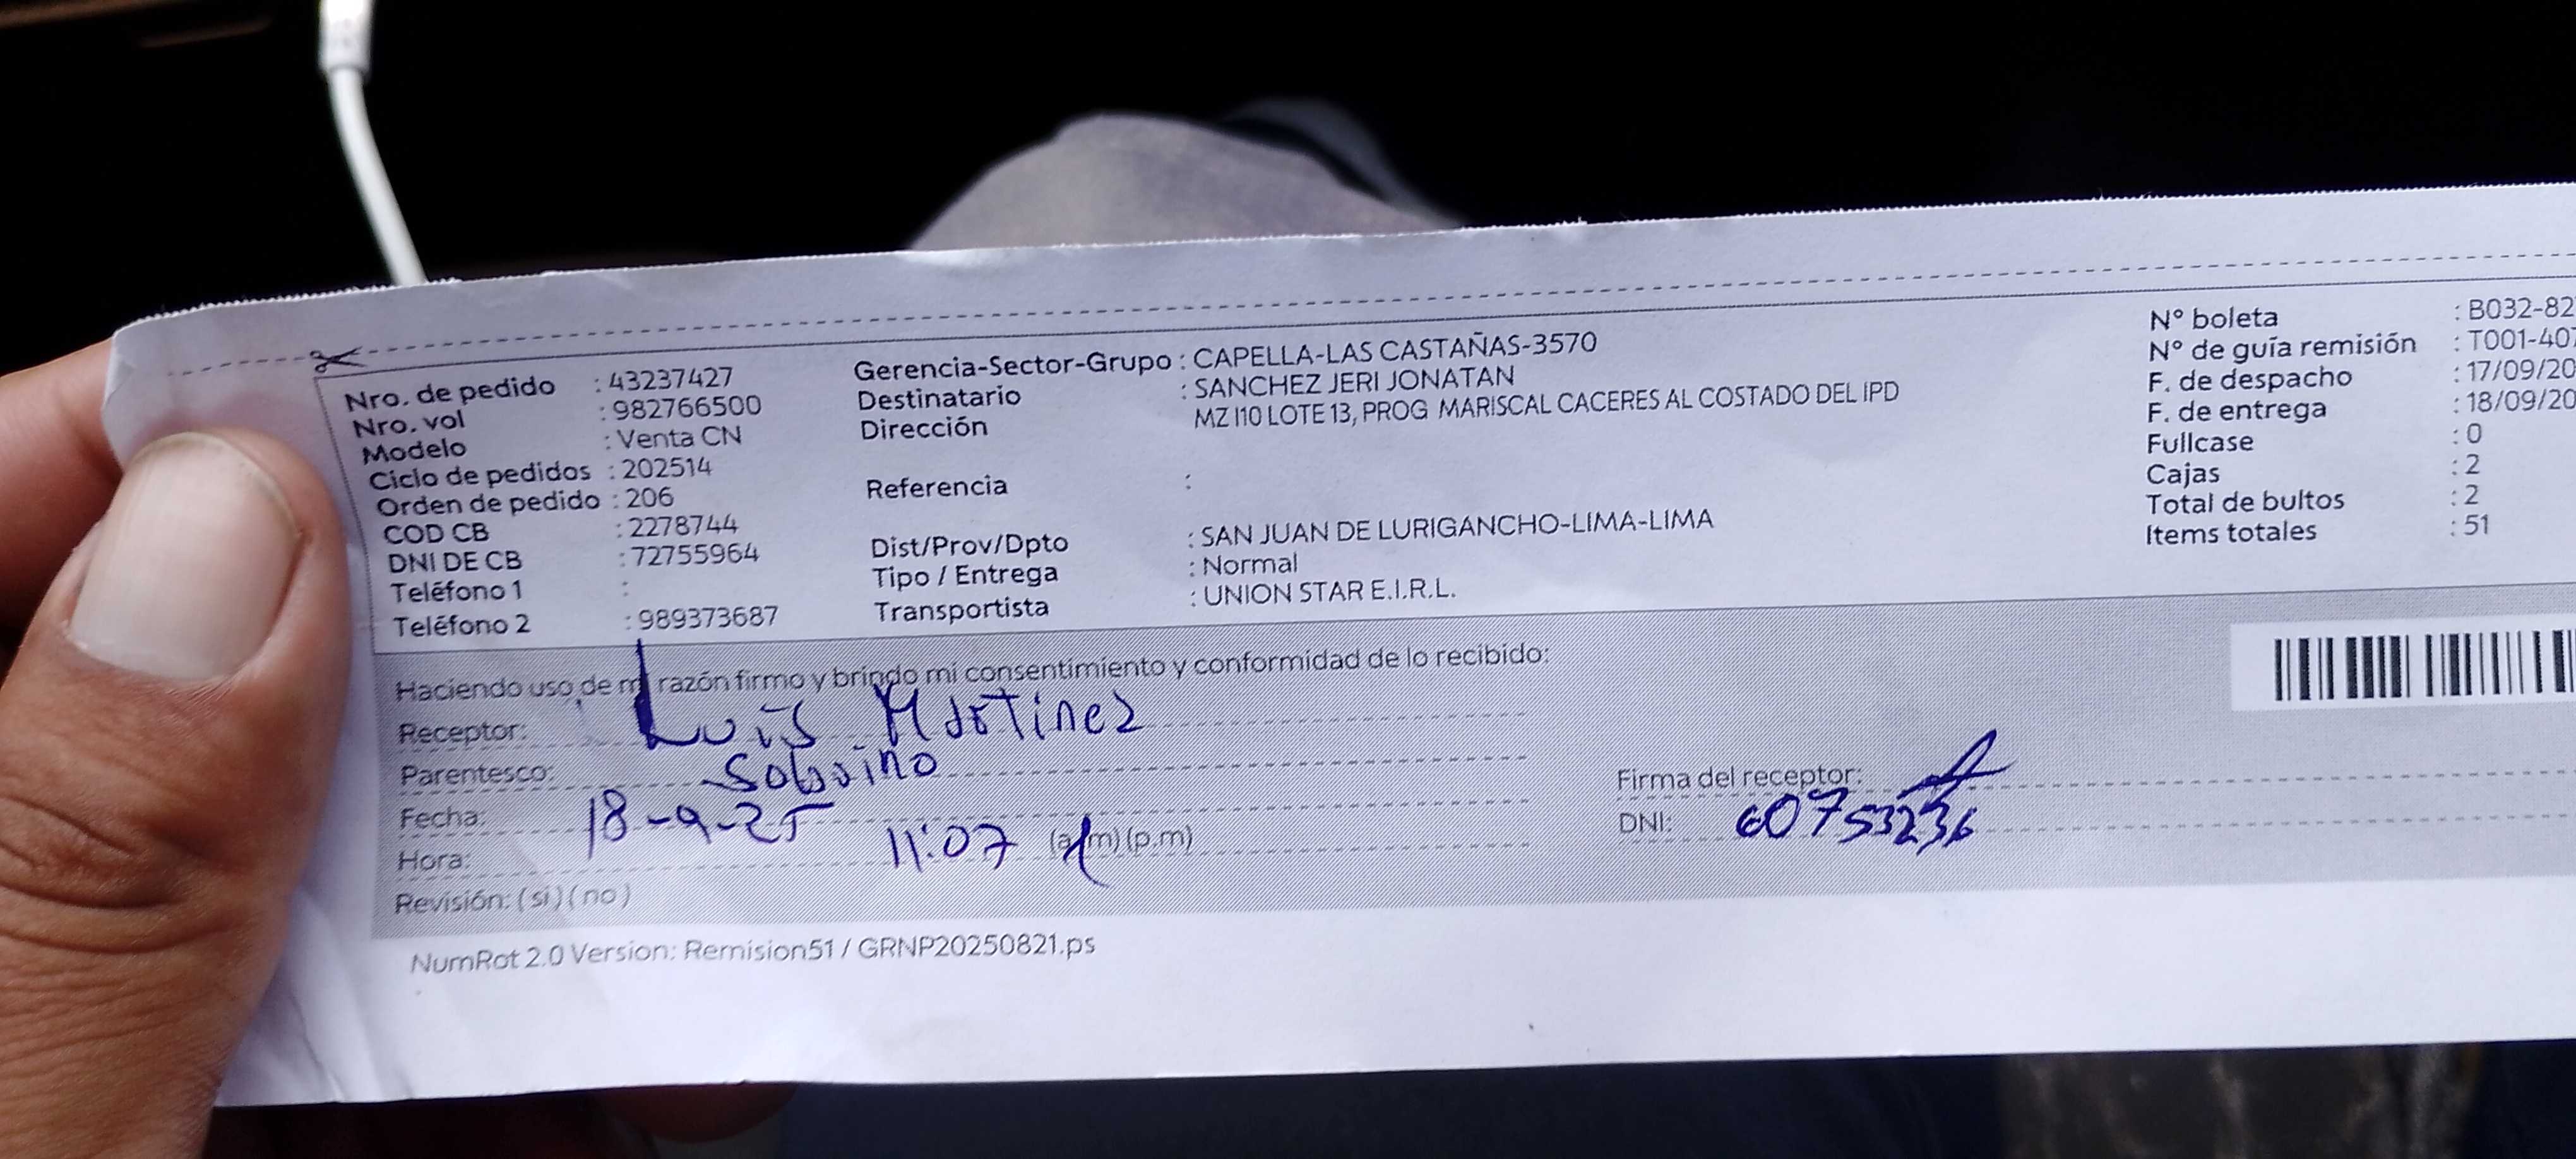 Nro. de pedido : 43237427
Nro. vol : 982766500
Modelo : Venta CN
Ciclo de pedidos : 202514
Orden de pedido : 206
COD CB : 2278744
DNI DE CB : 72755964
Teléfono 1 :
Teléfono 2 : 989373687
Gerencia-Sector-Grupo : CAPELLA-LAS CASTAÑAS-3570
Destinatario : SANCHEZ JERI JONATAN
Dirección MZ I10 LOTE 13, PROG MARISCAL CACERES AL COSTADO DEL IPD
Referencia :
Dist/Prov/Dpto : SAN JUAN DE LURIGANCHO-LIMA-LIMA
Tipo / Entrega : Normal
Transportista : UNION STAR E.I.R.L.
N° boleta : B032-82
N° de guía remisión : T001-407
F. de despacho : 17/09/20
F. de entrega : 18/09/20
Fullcase : 0
Cajas : 2
Total de bultos : 2
Items totales : 51
Haciendo uso de mi razón firmo y brindo mi consentimiento y conformidad de lo recibido:
Receptor: Luis Martinez
Parentesco: Sobrino
Fecha: 18-9-25
Hora: 11:07 (a.m) (p.m)
Revisión: (si) (no)
Firma del receptor:
DNI: 60753236
NumRot 2.0 Version: Remision51 / GRNP20250821.ps